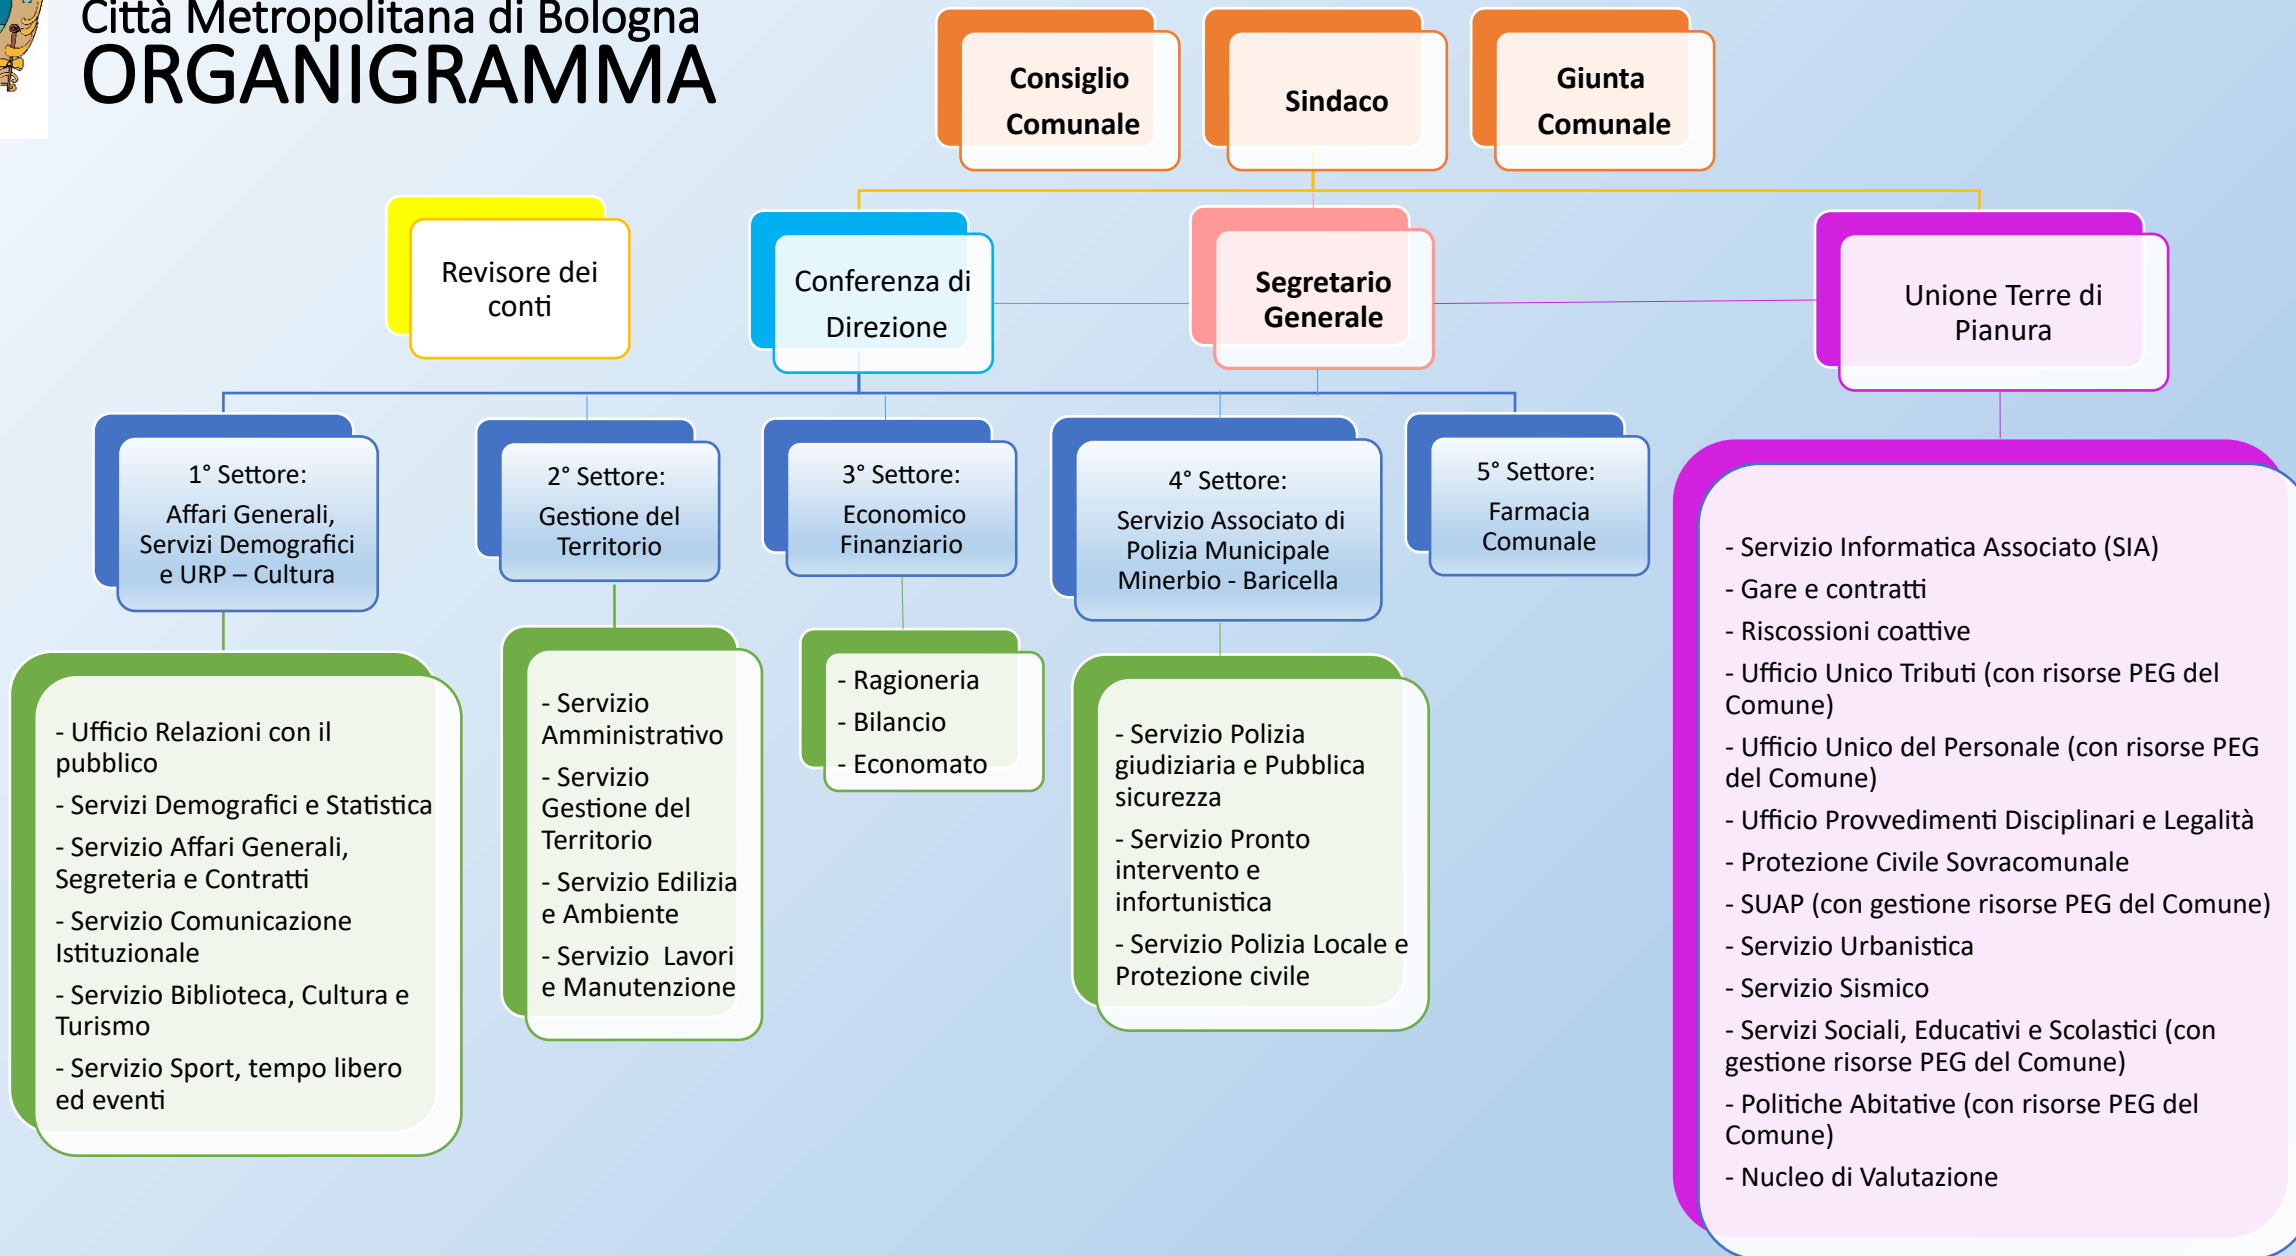 Città Metropolitana di Bologna
ORGANIGRAMMA
Consiglio
Comunale
Sindaco
Giunta
Comunale
Revisore dei
conti
Conferenza di
Direzione
Segretario
Generale
Unione Terre di
Pianura
1° Settore:
Affari Generali,
Servizi Demografici
e URP – Cultura
2° Settore:
Gestione del
Territorio
3° Settore:
Economico
Finanziario
4° Settore:
Servizio Associato di
Polizia Municipale
Minerbio - Baricella
5° Settore:
Farmacia
Comunale
- Ufficio Relazioni con il
pubblico
- Servizi Demografici e Statistica
- Servizio Affari Generali,
Segreteria e Contratti
- Servizio Comunicazione
Istituzionale
- Servizio Biblioteca, Cultura e
Turismo
- Servizio Sport, tempo libero
ed eventi
- Servizio
Amministrativo
- Servizio
Gestione del
Territorio
- Servizio Edilizia
e Ambiente
- Servizio  Lavori
e Manutenzione
- Ragioneria
- Bilancio
- Economato
- Servizio Polizia
giudiziaria e Pubblica
sicurezza
- Servizio Pronto
intervento e
infortunistica
- Servizio Polizia Locale e
Protezione civile
- Servizio Informatica Associato (SIA)
- Gare e contratti
- Riscossioni coattive
- Ufficio Unico Tributi (con risorse PEG del
Comune)
- Ufficio Unico del Personale (con risorse PEG
del Comune)
- Ufficio Provvedimenti Disciplinari e Legalità
- Protezione Civile Sovracomunale
- SUAP (con gestione risorse PEG del Comune)
- Servizio Urbanistica
- Servizio Sismico
- Servizi Sociali, Educativi e Scolastici (con
gestione risorse PEG del Comune)
- Politiche Abitative (con risorse PEG del
Comune)
- Nucleo di Valutazione